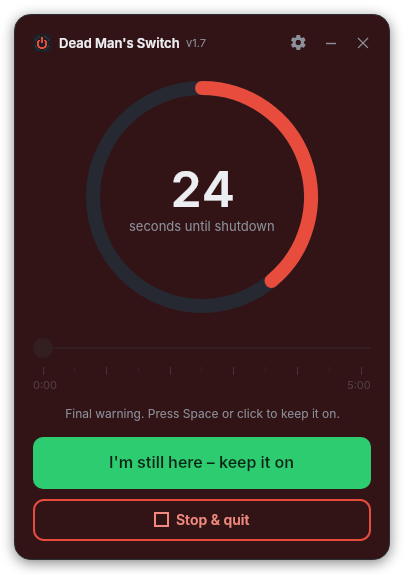 Dead Man's Switch v1.7
24
seconds until shutdown
0:00 5:00
Final warning. Press Space or click to keep it on.
I'm still here – keep it on
Stop & quit